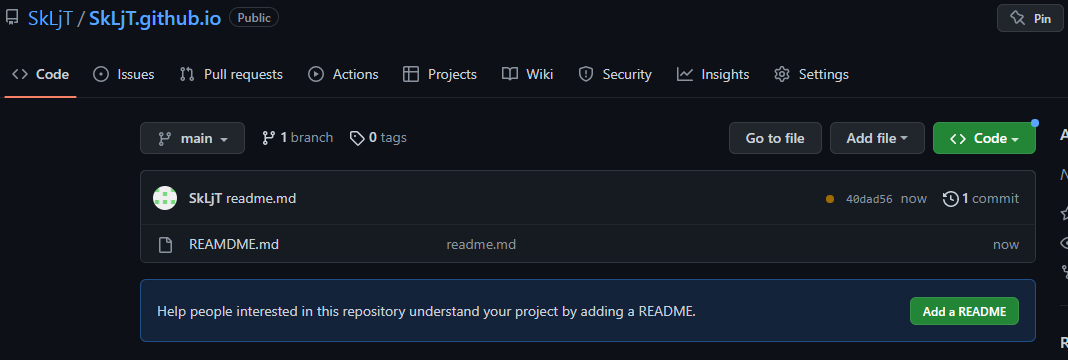 SkLjT / SkLjT.github.io Public Pin
Code Issues Pull requests Actions Projects Wiki Security Insights Settings
main 1 branch 0 tags Go to file Add file Code
SkLjT readme.md 40dad56 now 1 commit
REAMDME.md readme.md now
Help people interested in this repository understand your project by adding a README. Add a README